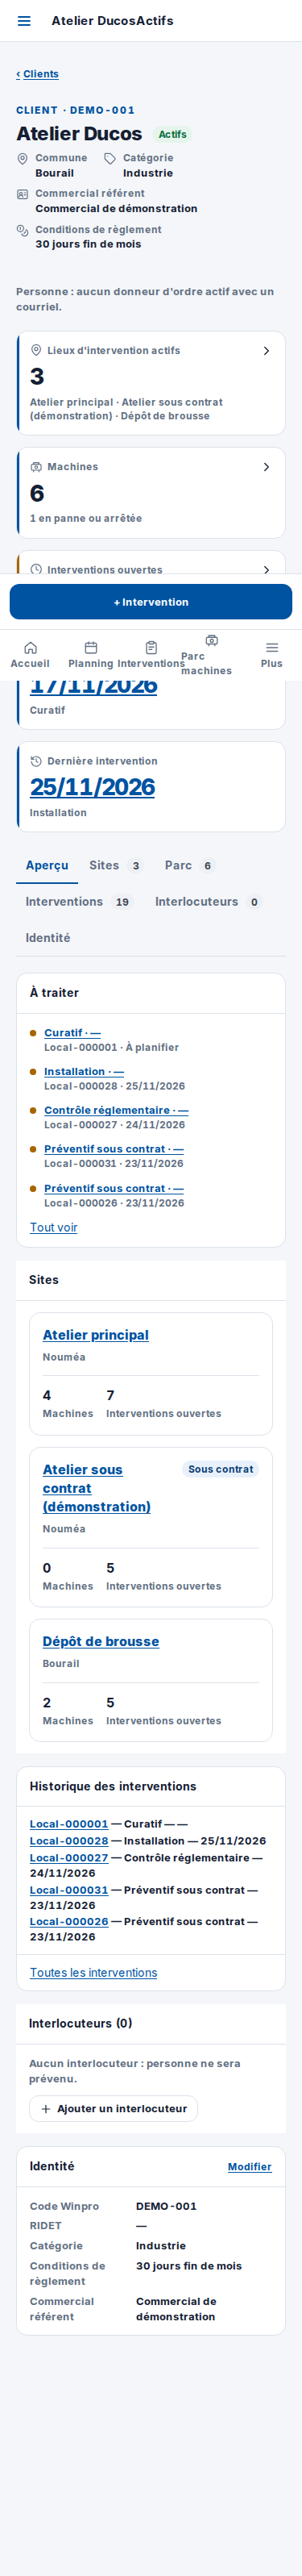 Atelier DucosActifs
‹ Clients
CLIENT · DEMO-001
Atelier Ducos Actifs
Commune
Bourail
Catégorie
Industrie
Commercial référent
Commercial de démonstration
Conditions de règlement
30 jours fin de mois
Personne : aucun donneur d'ordre actif avec un
courriel.
Lieux d'intervention actifs
3
Atelier principal · Atelier sous contrat
(démonstration) · Dépôt de brousse
Machines
6
1 en panne ou arrêtée
Interventions ouvertes
+ Intervention
Accueil
Planning
Interventions
Parc
machines
Plus
17/11/2026
Curatif
Dernière intervention
25/11/2026
Installation
Aperçu
Sites 3
Parc 6
Interventions 19
Interlocuteurs 0
Identité
À traiter
Curatif · —
Local-000001 · À planifier
Installation · —
Local-000028 · 25/11/2026
Contrôle réglementaire · —
Local-000027 · 24/11/2026
Préventif sous contrat · —
Local-000031 · 23/11/2026
Préventif sous contrat · —
Local-000026 · 23/11/2026
Tout voir
Sites
Atelier principal
Nouméa
4
Machines
7
Interventions ouvertes
Atelier sous
contrat
(démonstration)
Sous contrat
Nouméa
0
Machines
5
Interventions ouvertes
Dépôt de brousse
Bourail
2
Machines
5
Interventions ouvertes
Historique des interventions
Local-000001 — Curatif — —
Local-000028 — Installation — 25/11/2026
Local-000027 — Contrôle réglementaire —
24/11/2026
Local-000031 — Préventif sous contrat —
23/11/2026
Local-000026 — Préventif sous contrat —
23/11/2026
Toutes les interventions
Interlocuteurs (0)
Aucun interlocuteur : personne ne sera
prévenu.
+ Ajouter un interlocuteur
Identité
Modifier
Code Winpro
DEMO-001
RIDET
—
Catégorie
Industrie
Conditions de
règlement
30 jours fin de mois
Commercial
référent
Commercial de
démonstration